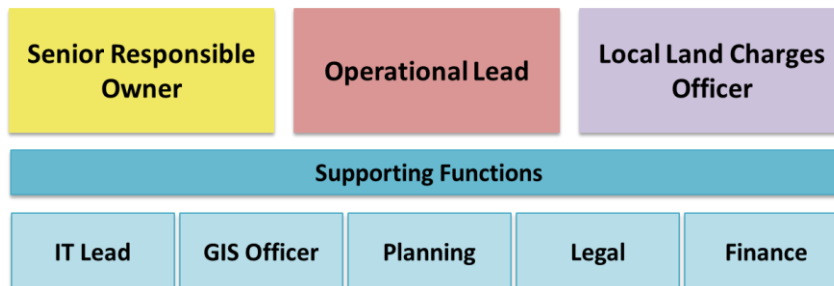 Senior Responsible
Owner
Operational Lead
Local Land Charges
Officer
Supporting Functions
IT Lead
GIS Officer
Planning
Legal
Finance